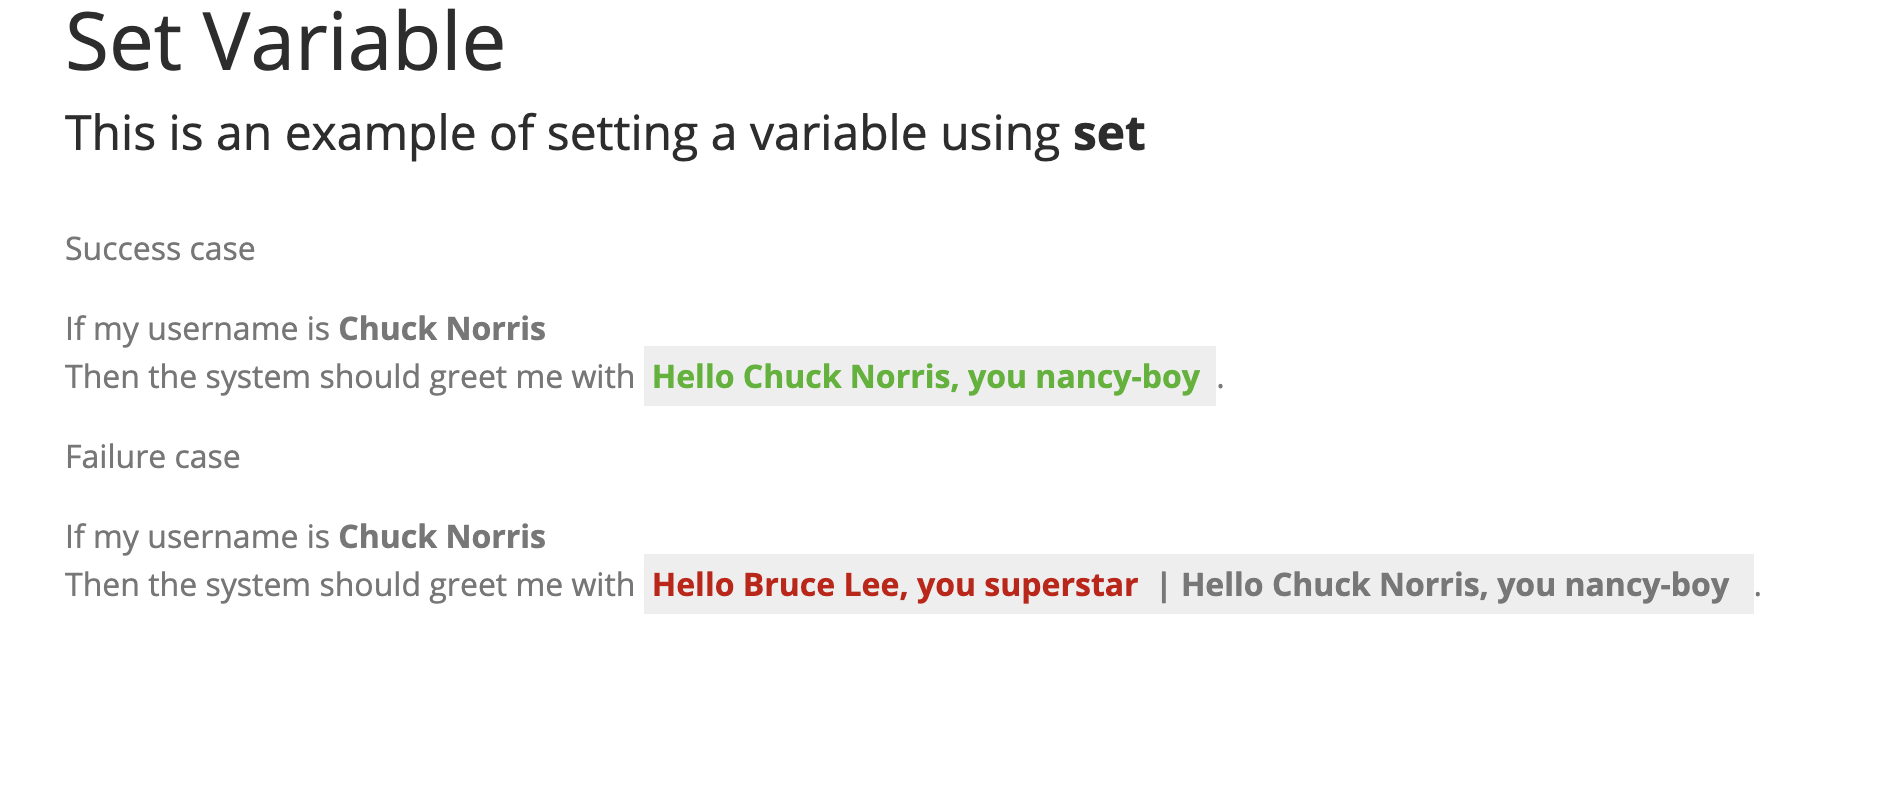 Set Variable
This is an example of setting a variable using set
Success case
If my username is Chuck Norris
Then the system should greet me with Hello Chuck Norris, you nancy-boy .
Failure case
If my username is Chuck Norris
Then the system should greet me with Hello Bruce Lee, you superstar | Hello Chuck Norris, you nancy-boy .